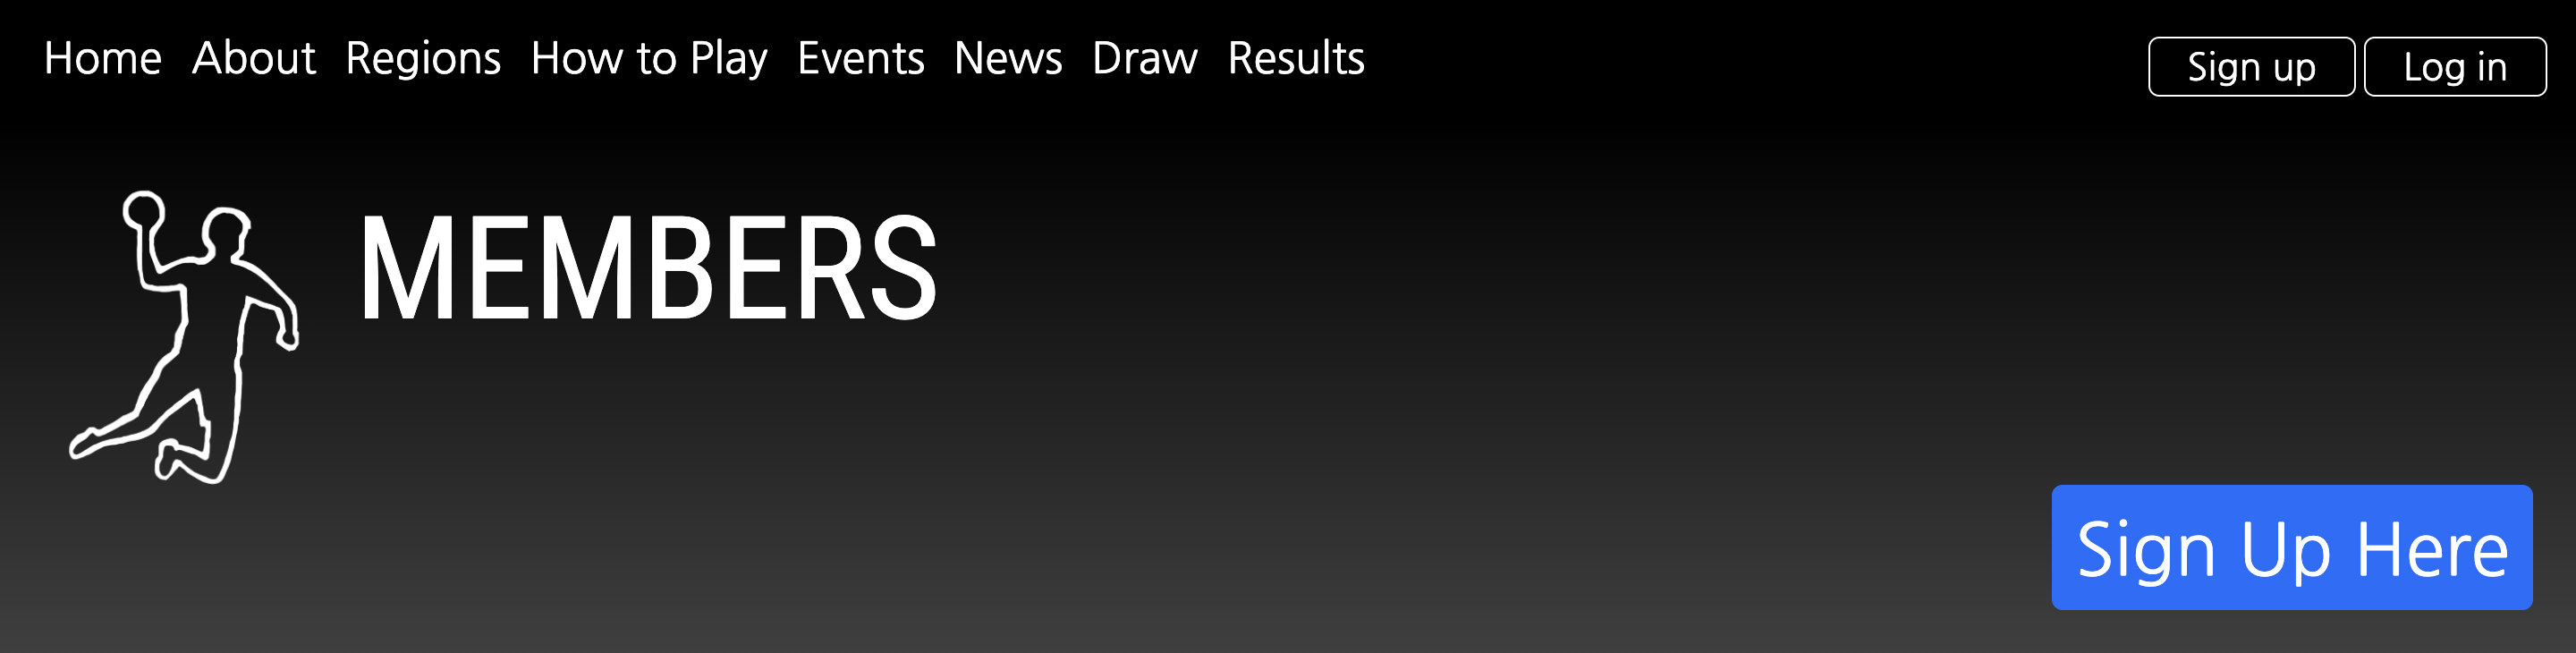 Home About Regions How to Play Events News Draw Results Sign up Log in
MEMBERS
Sign Up Here